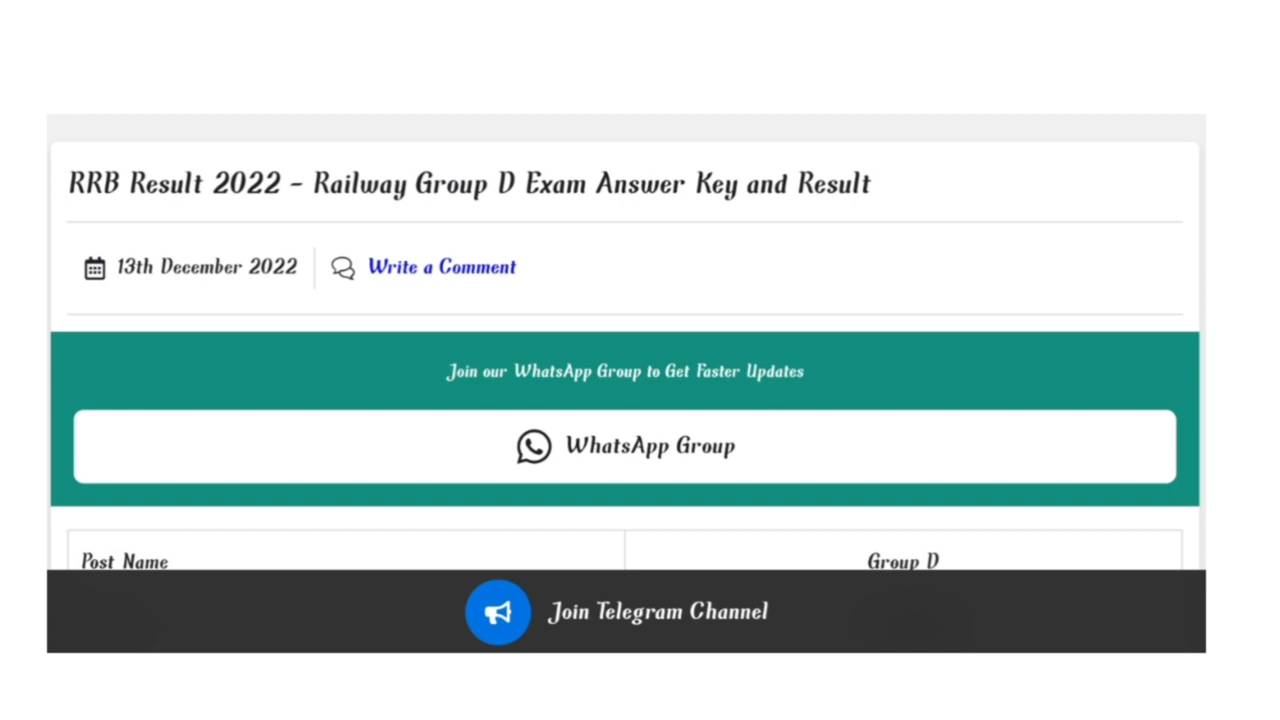 RRB Result 2022 - Railway Group D Exam Answer Key and Result
13th December 2022
Write a Comment
Join our WhatsApp Group to Get Faster Updates
WhatsApp Group
Post Name
Group D
Join Telegram Channel